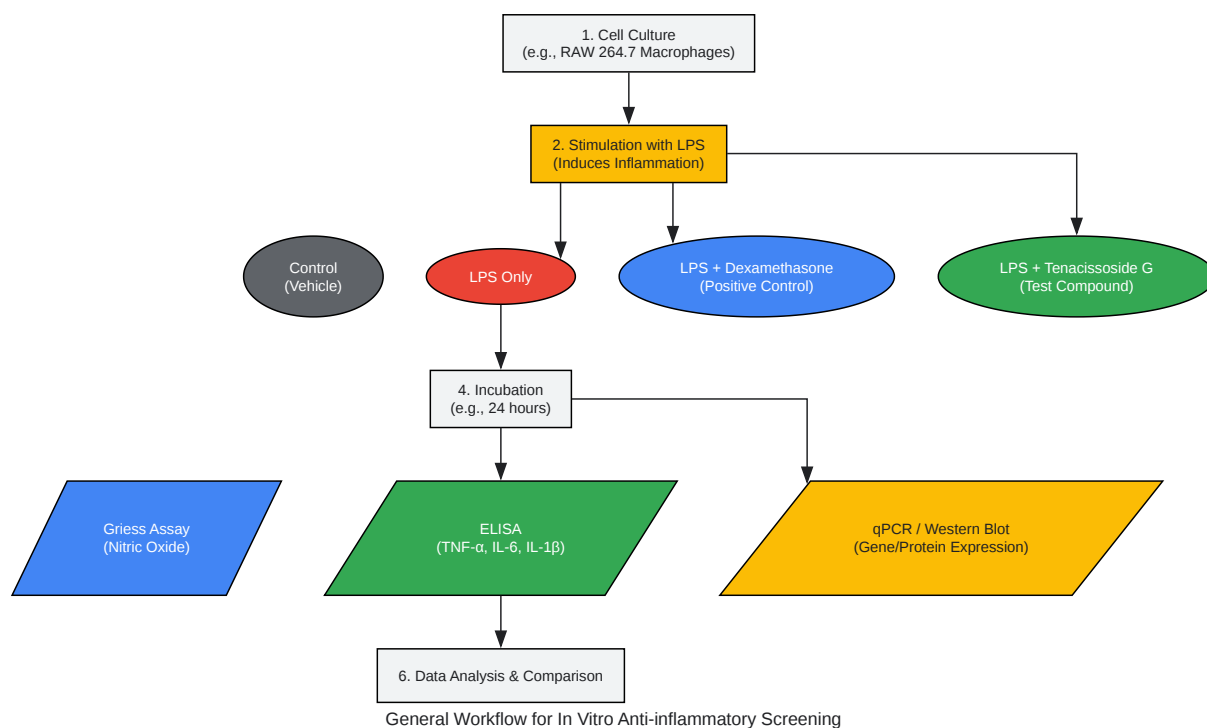 1. Cell Culture
(e.g., RAW 264.7 Macrophages)
2. Stimulation with LPS
(Induces Inflammation)
Control
(Vehicle)
LPS Only
LPS + Dexamethasone
(Positive Control)
LPS + Tenacissoside G
(Test Compound)
4. Incubation
(e.g., 24 hours)
Griess Assay
(Nitric Oxide)
ELISA
(TNF-α, IL-6, IL-1β)
qPCR / Western Blot
(Gene/Protein Expression)
6. Data Analysis & Comparison
General Workflow for In Vitro Anti-inflammatory Screening